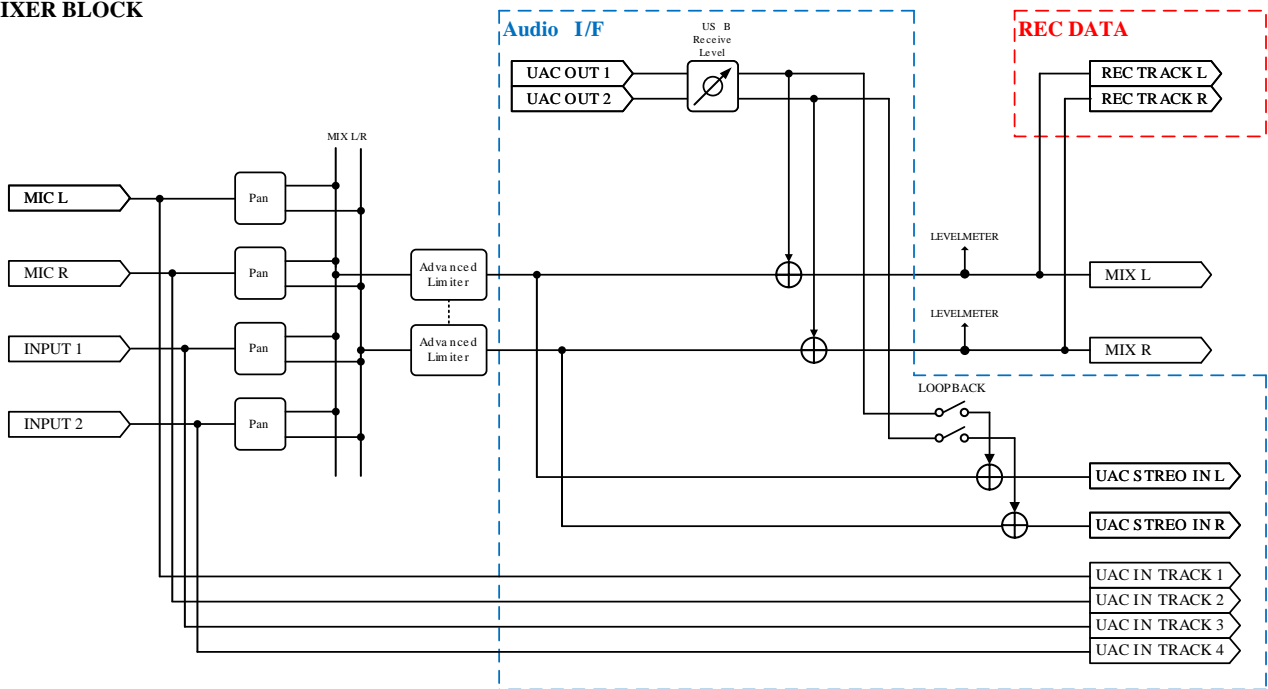 IXER BLOCK
Audio I/F
US B
Receive
Level
REC DATA
UAC OUT 1
UAC OUT 2
REC TRACK L
REC TRACK R
MIX L/R
MIC L
Pan
MIC R
Pan
Advanced
Limiter
LEVELMETER
MIX L
INPUT 1
Pan
Advanced
Limiter
LEVELMETER
MIX R
LOOPBACK
INPUT 2
Pan
UAC STREO IN L
UAC STREO IN R
UAC IN TRACK 1
UAC IN TRACK 2
UAC IN TRACK 3
UAC IN TRACK 4